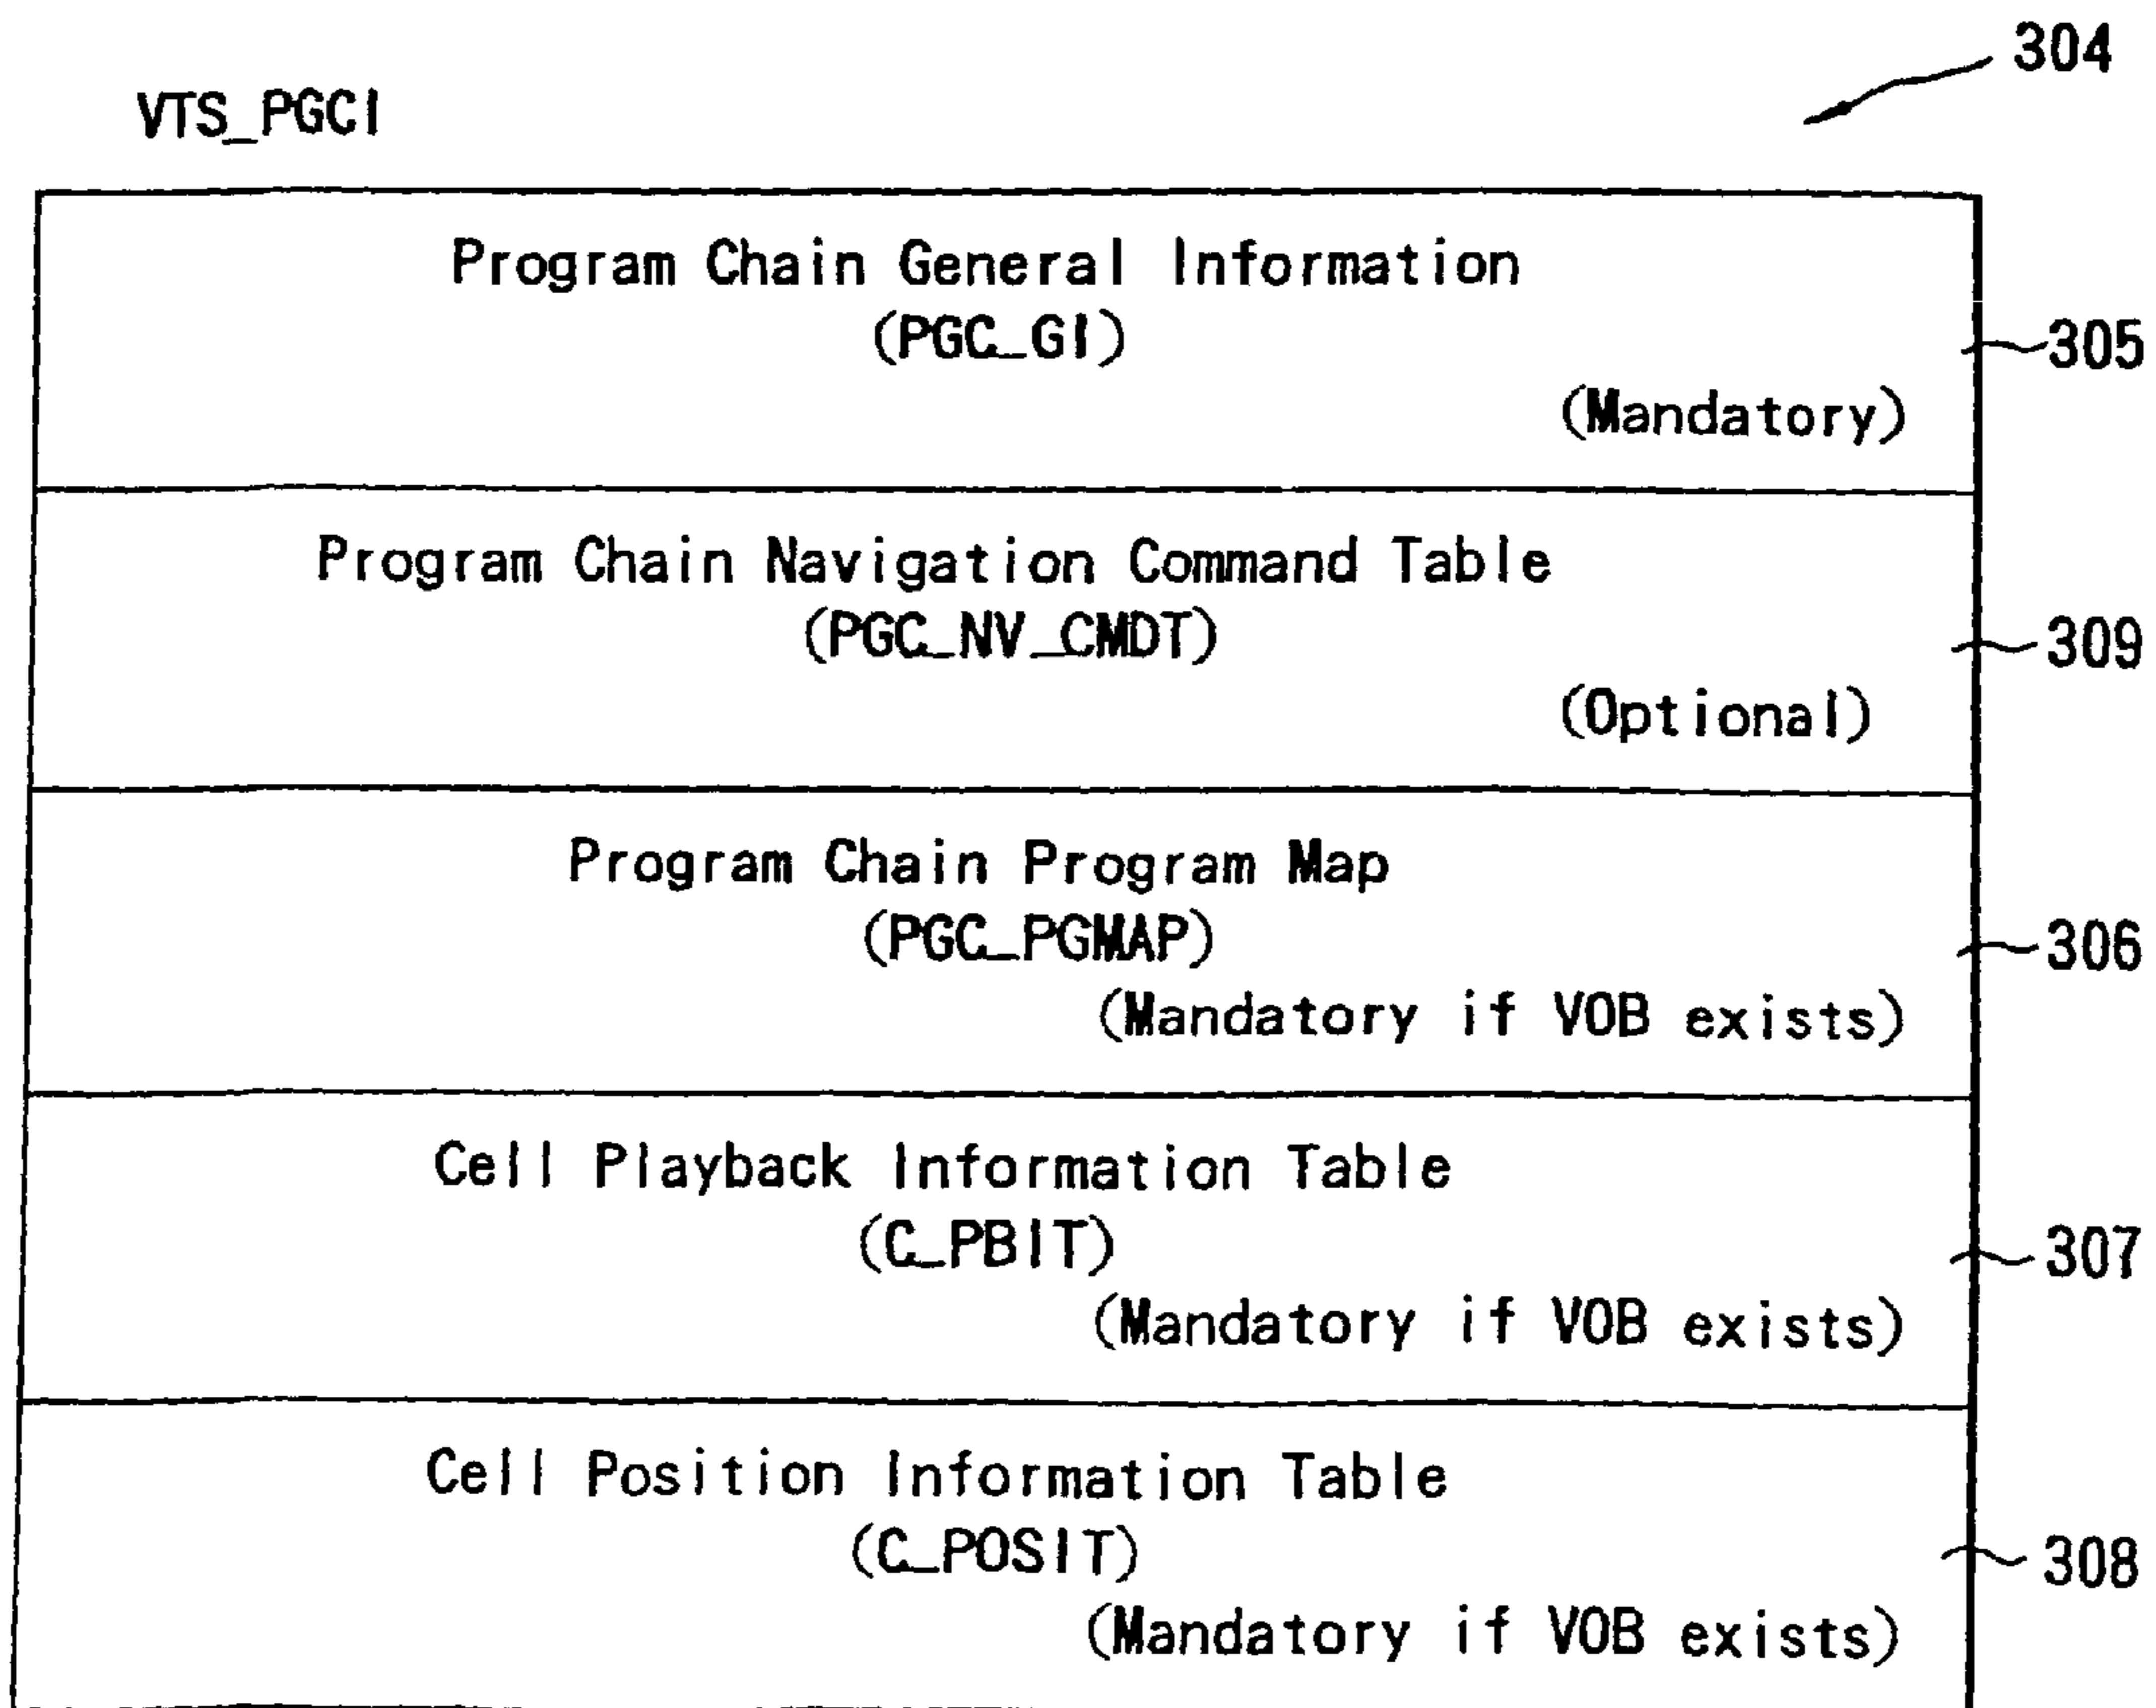 304
VTS_PGCI
Program Chain General Information
(PGC_GI)
305
(Mandatory)
Program Chain Navigation Command Table
(PGC_NV_CMDT)
309
(Optional)
Program Chain Program Map
(PGC_PGMAP)
306
(Mandatory if VOB exists)
Cell Playback Information Table
(C_PBIT)
307
(Mandatory if VOB exists)
Cell Position Information Table
(C_POSIT)
308
(Mandatory if VOB exists)